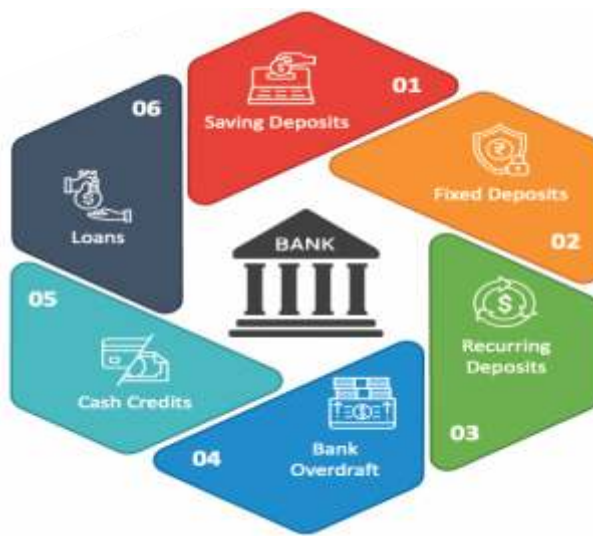 01
Saving Deposits
Fixed Deposits
02
Recurring
Deposits
03
Bank
Overdraft
04
05
Cash Credits
06
Loans
BANK